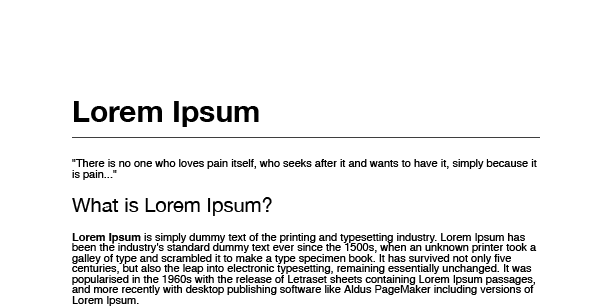 Lorem Ipsum
"There is no one who loves pain itself, who seeks after it and wants to have it, simply because it
is pain..."
What is Lorem Ipsum?
Lorem Ipsum is simply dummy text of the printing and typesetting industry. Lorem Ipsum has
been the industry's standard dummy text ever since the 1500s, when an unknown printer took a
galley of type and scrambled it to make a type specimen book. It has survived not only five
centuries, but also the leap into electronic typesetting, remaining essentially unchanged. It was
popularised in the 1960s with the release of Letraset sheets containing Lorem Ipsum passages,
and more recently with desktop publishing software like Aldus PageMaker including versions of
Lorem Ipsum.